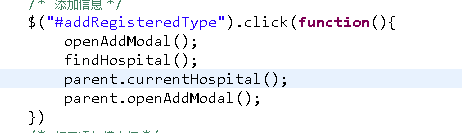 /* 添加信息 */
$("#addRegisteredType").click(function(){
openAddModal();
findHospital();
parent.currentHospital();
parent.openAddModal();
})